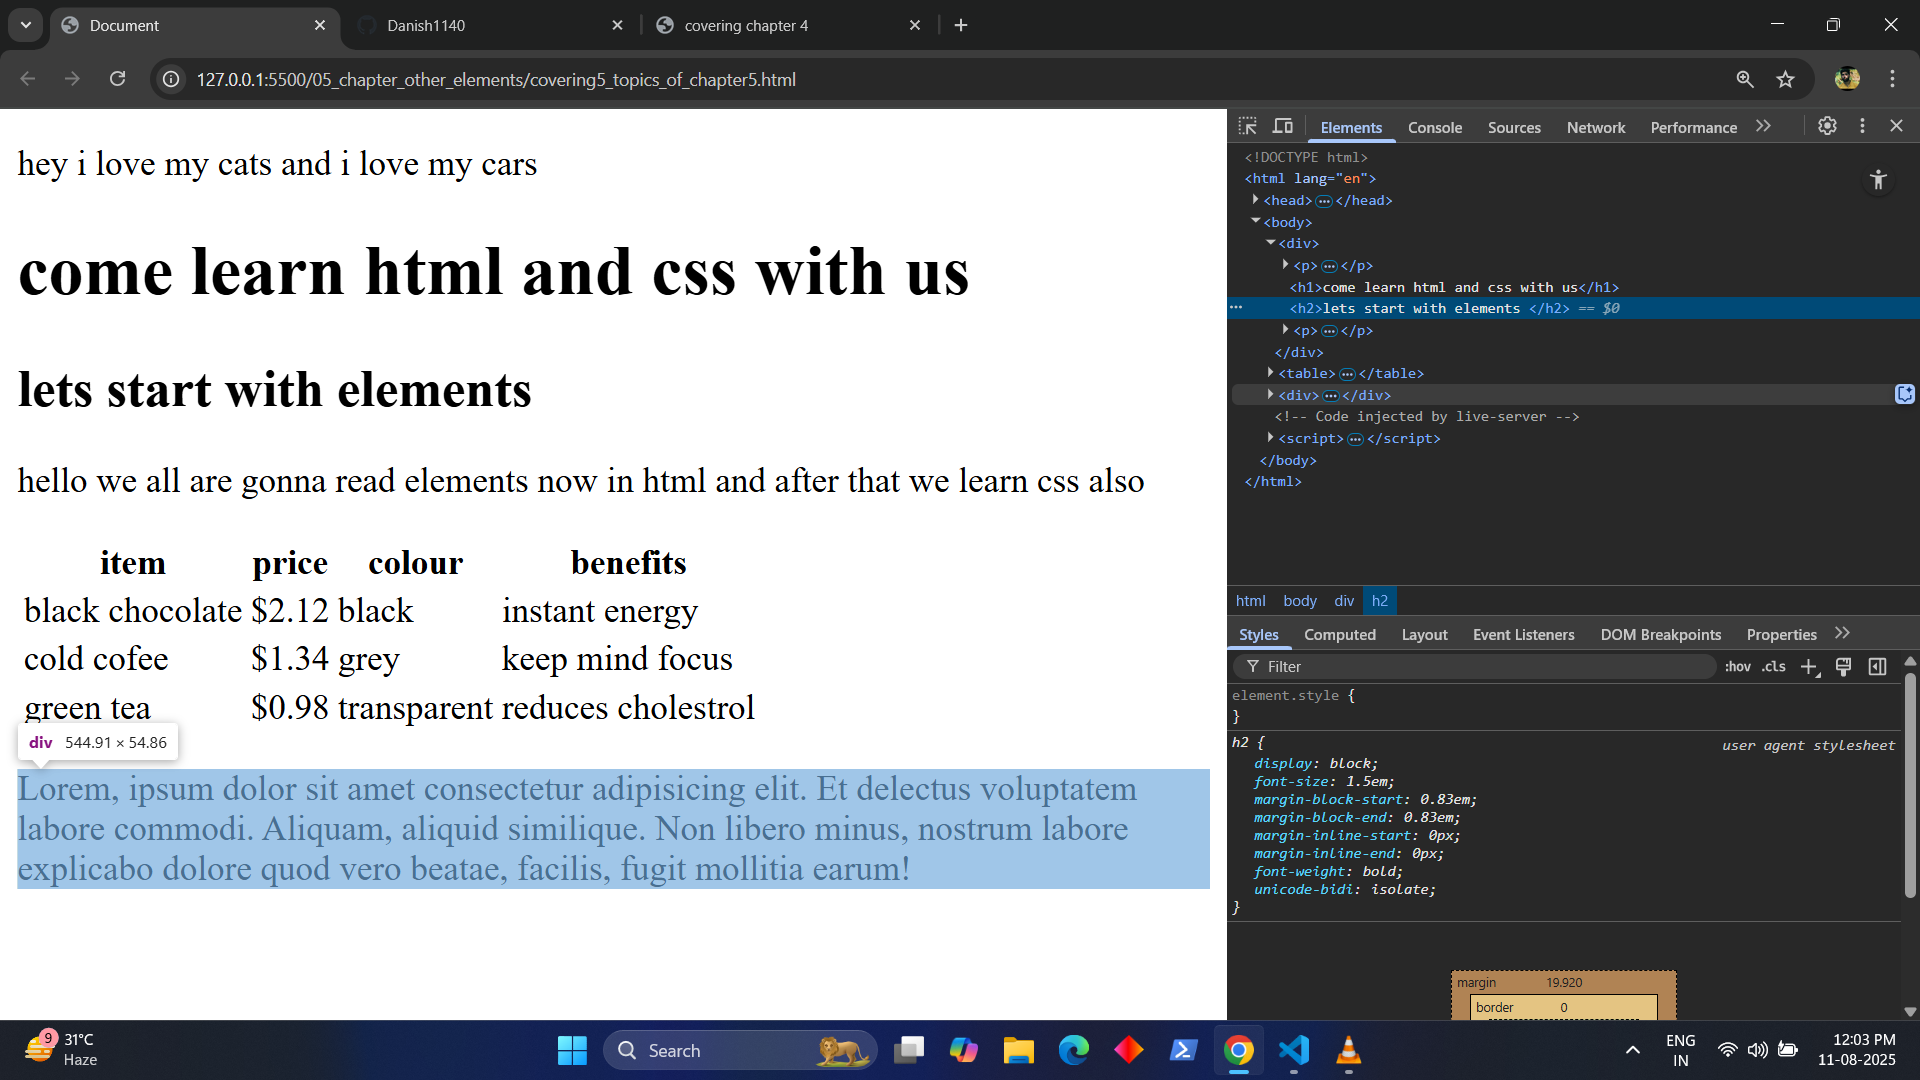 Document
Danish1140
covering chapter 4
127.0.0.1:5500/05_chapter_other_elements/covering5_topics_of_chapter5.html
hey i love my cats and i love my cars
come learn html and css with us
lets start with elements
hello we all are gonna read elements now in html and after that we learn css also
item price colour benefits
black chocolate $2.12 black instant energy
cold cofee $1.34 grey keep mind focus
green tea $0.98 transparent reduces cholestrol
div 544.91 × 54.86
Lorem, ipsum dolor sit amet consectetur adipisicing elit. Et delectus voluptatem
labore commodi. Aliquam, aliquid similique. Non libero minus, nostrum labore
explicabo dolore quod vero beatae, facilis, fugit mollitia earum!
Elements Console Sources Network Performance
<!DOCTYPE html>
<html lang="en">
<head> ••• </head>
<body>
<div>
<p> ••• </p>
<h1>come learn html and css with us</h1>
••• <h2>lets start with elements </h2> == $0
<p> ••• </p>
</div>
<table> ••• </table>
<div> ••• </div>
<!-- Code injected by live-server -->
<script> ••• </script>
</body>
</html>
html body div h2
Styles Computed Layout Event Listeners DOM Breakpoints Properties
Filter :hov .cls
element.style {
}
h2 { user agent stylesheet
display: block;
font-size: 1.5em;
margin-block-start: 0.83em;
margin-block-end: 0.83em;
margin-inline-start: 0px;
margin-inline-end: 0px;
font-weight: bold;
unicode-bidi: isolate;
}
margin 19.920
border 0
9
31°C
Haze
Search
ENG
IN
12:03 PM
11-08-2025